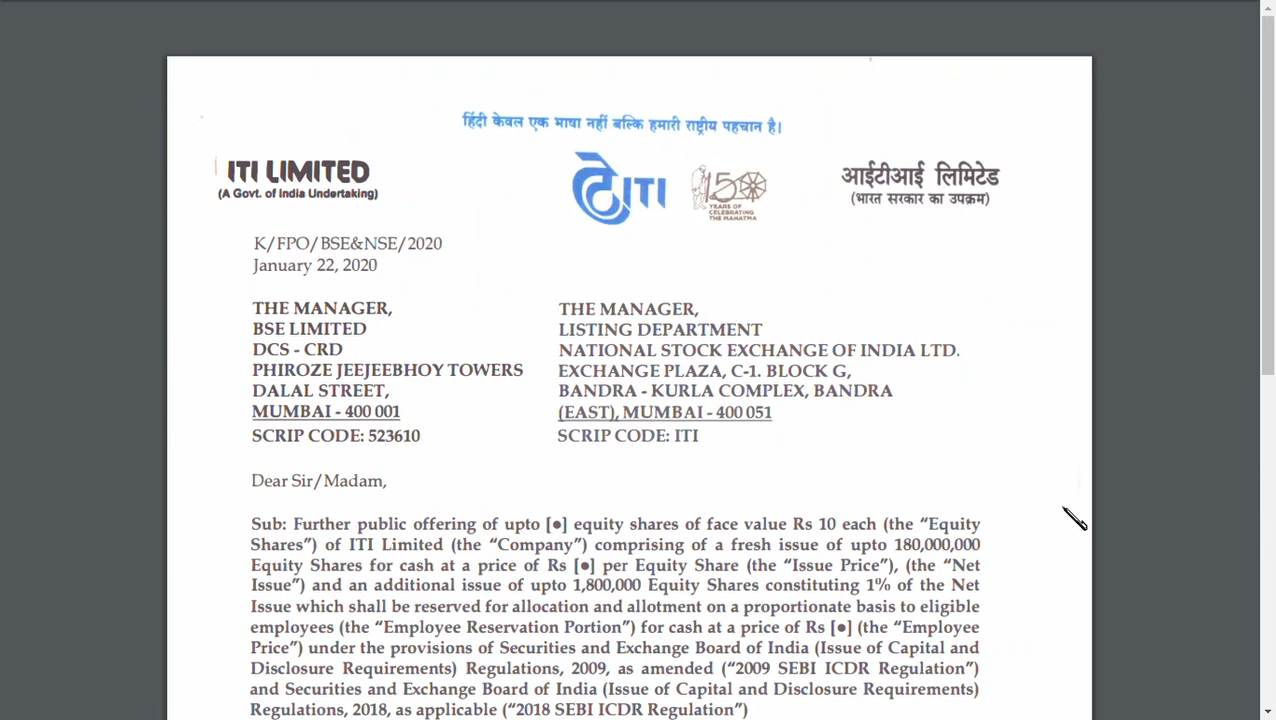 हिंदी केवल एक भाषा नहीं बल्कि हमारी राष्ट्रीय पहचान है।
ITI LIMITED
(A Govt. of India Undertaking)
ITI
150
YEARS OF
CELEBRATING
THE MAHATMA
आईटीआई लिमिटेड
(भारत सरकार का उपक्रम)
K/FPO/BSE&NSE/2020
January 22, 2020
THE MANAGER,
BSE LIMITED
DCS - CRD
PHIROZE JEEJEEBHOY TOWERS
DALAL STREET,
MUMBAI - 400 001
SCRIP CODE: 523610
THE MANAGER,
LISTING DEPARTMENT
NATIONAL STOCK EXCHANGE OF INDIA LTD.
EXCHANGE PLAZA, C-1. BLOCK G,
BANDRA - KURLA COMPLEX, BANDRA
(EAST), MUMBAI - 400 051
SCRIP CODE: ITI
Dear Sir/Madam,
Sub: Further public offering of upto [●] equity shares of face value Rs 10 each (the “Equity
Shares”) of ITI Limited (the “Company”) comprising of a fresh issue of upto 180,000,000
Equity Shares for cash at a price of Rs [●] per Equity Share (the “Issue Price”), (the “Net
Issue”) and an additional issue of upto 1,800,000 Equity Shares constituting 1% of the Net
Issue which shall be reserved for allocation and allotment on a proportionate basis to eligible
employees (the “Employee Reservation Portion”) for cash at a price of Rs [●] (the “Employee
Price”) under the provisions of Securities and Exchange Board of India (Issue of Capital and
Disclosure Requirements) Regulations, 2009, as amended (“2009 SEBI ICDR Regulation”)
and Securities and Exchange Board of India (Issue of Capital and Disclosure Requirements)
Regulations, 2018, as applicable (“2018 SEBI ICDR Regulation”)